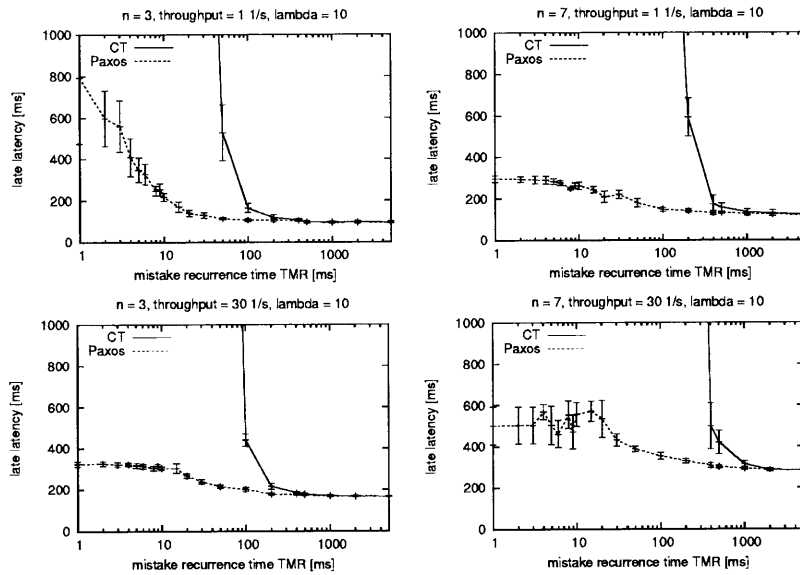 n = 3, throughput = 1 1/s, lambda = 10
1000
800
600
400
200
0
late latency [ms]
CT
Paxos
1
10
100
1000
mistake recurrence time TMR [ms]
n = 7, throughput = 1 1/s, lambda = 10
1000
800
600
400
200
0
late latency [ms]
CT
Paxos
1
10
100
1000
mistake recurrence time TMR [ms]
n = 3, throughput = 30 1/s, lambda = 10
1000
800
600
400
200
0
late latency [ms]
CT
Paxos
1
10
100
1000
mistake recurrence time TMR [ms]
n = 7, throughput = 30 1/s, lambda = 10
1000
800
600
400
200
0
late latency [ms]
CT
Paxos
1
10
100
1000
mistake recurrence time TMR [ms]